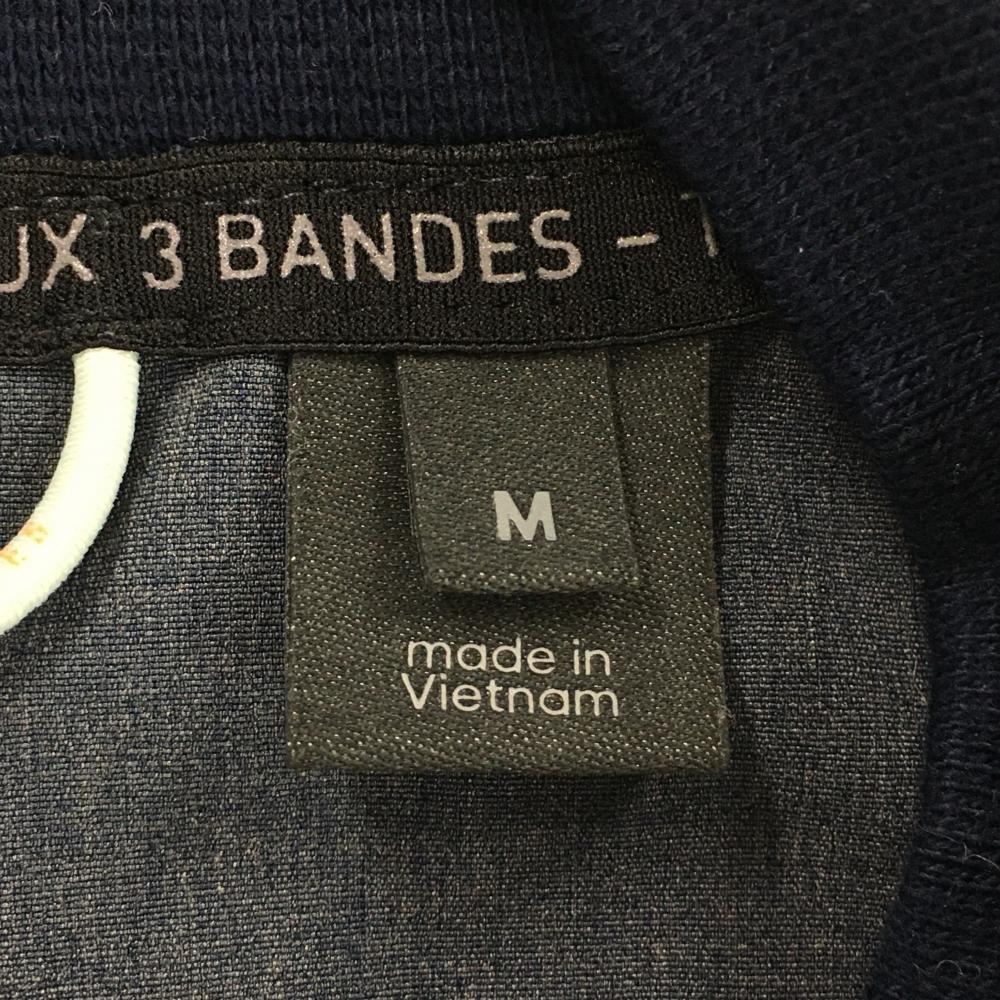 UX 3 BANDES -
M
made in
Vietnam